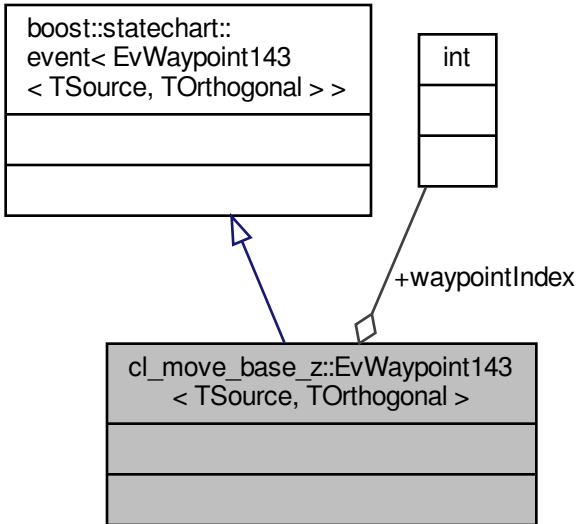 boost::statechart::
event< EvWaypoint143
< TSource, TOrthogonal > >
int
+waypointIndex
cl_move_base_z::EvWaypoint143
< TSource, TOrthogonal >